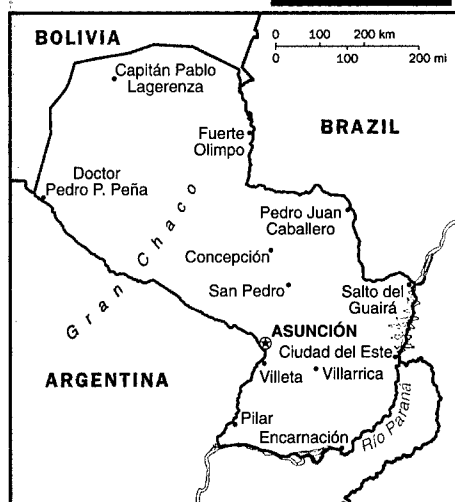 BOLIVIA
0 100 200 km
0 100 200 mi
Capitán Pablo
Lagerenza
BRAZIL
Fuerte
Olimpo
Doctor
Pedro P. Peña
Gran Chaco
Pedro Juan
Caballero
Concepción
San Pedro
Salto del
Guairá
ASUNCIÓN
Ciudad del Este
ARGENTINA
Villeta
Villarrica
Río Paraná
Pilar
Encarnación